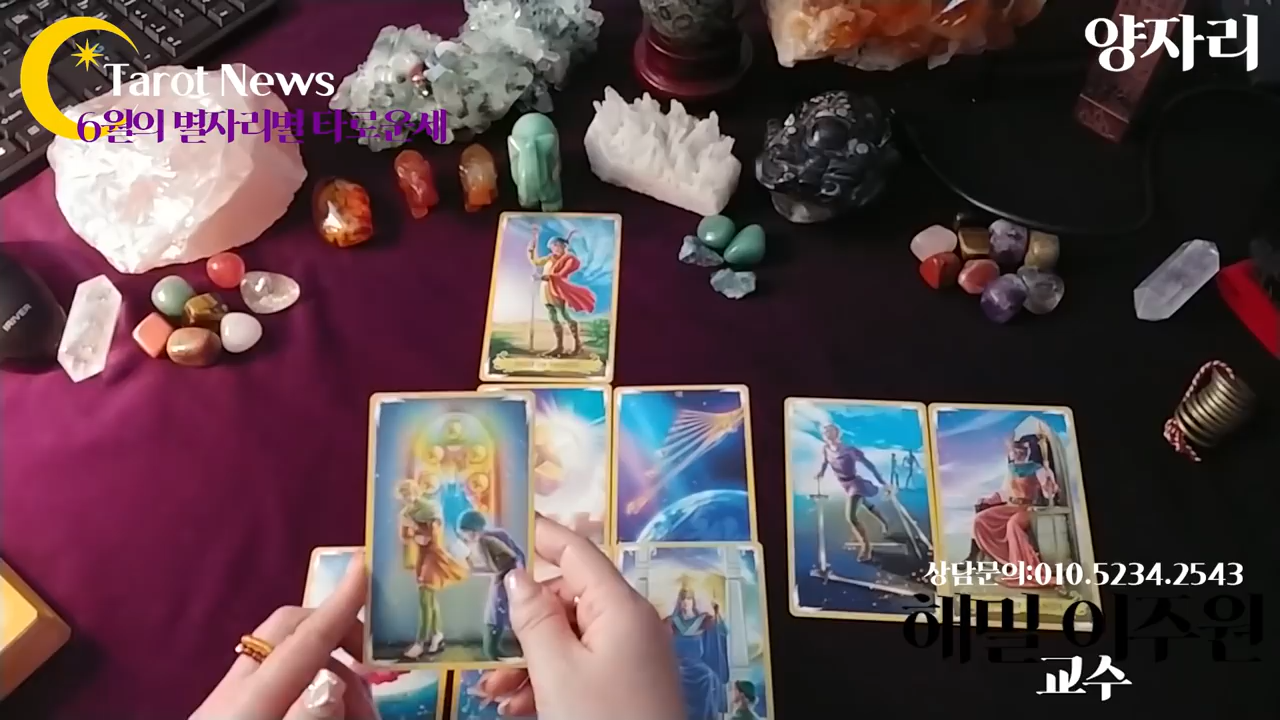 Tarot News
6월의 별자리별 타로운세
양자리
IRIVER
상담문의:010.5234.2543
해밀 이주원
교수